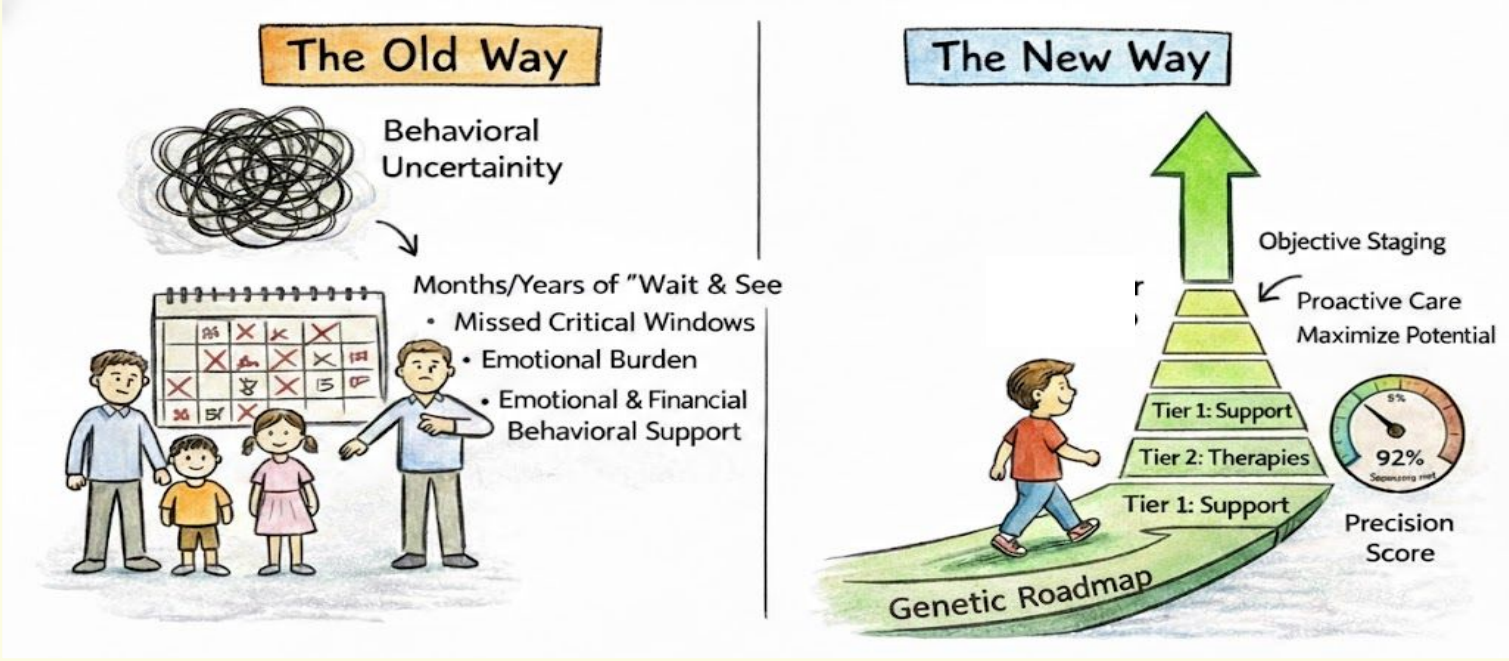 The Old Way
Behavioral
Uncertainity
Months/Years of "Wait & See
• Missed Critical Windows
• Emotional Burden
• Emotional & Financial
Behavioral Support
The New Way
Objective Staging
Proactive Care
Maximize Potential
r
Tier 1: Support
Tier 2: Therapies
Tier 1: Support
5%
92%
Precision
Score
Genetic Roadmap